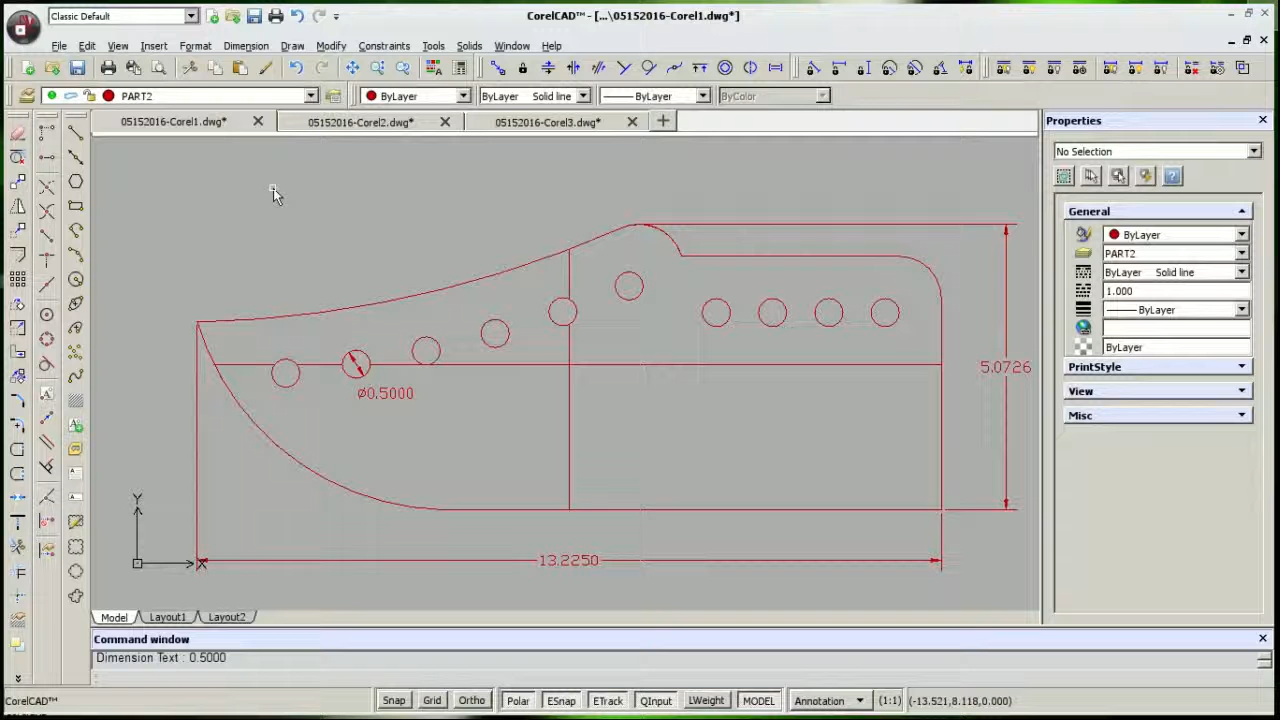 Classic Default
CorelCAD™ - [...\05152016-Corel1.dwg*]
File Edit View Insert Format Dimension Draw Modify Constraints Tools Solids Window Help
PART2
ByLayer
ByLayer Solid line
ByLayer
ByColor
05152016-Corel1.dwg*
05152016-Corel2.dwg*
05152016-Corel3.dwg*
Properties
No Selection
General
ByLayer
PART2
ByLayer Solid line
1.000
ByLayer
ByLayer
PrintStyle
View
Misc
5.0726
ø0.5000
13.2250
Y
X
Model Layout1 Layout2
Command window
Dimension Text : 0.5000
:
CorelCAD™
Snap Grid Ortho Polar ESnap ETrack QInput LWeight MODEL Annotation (1:1) (-13.521,8.118,0.000)